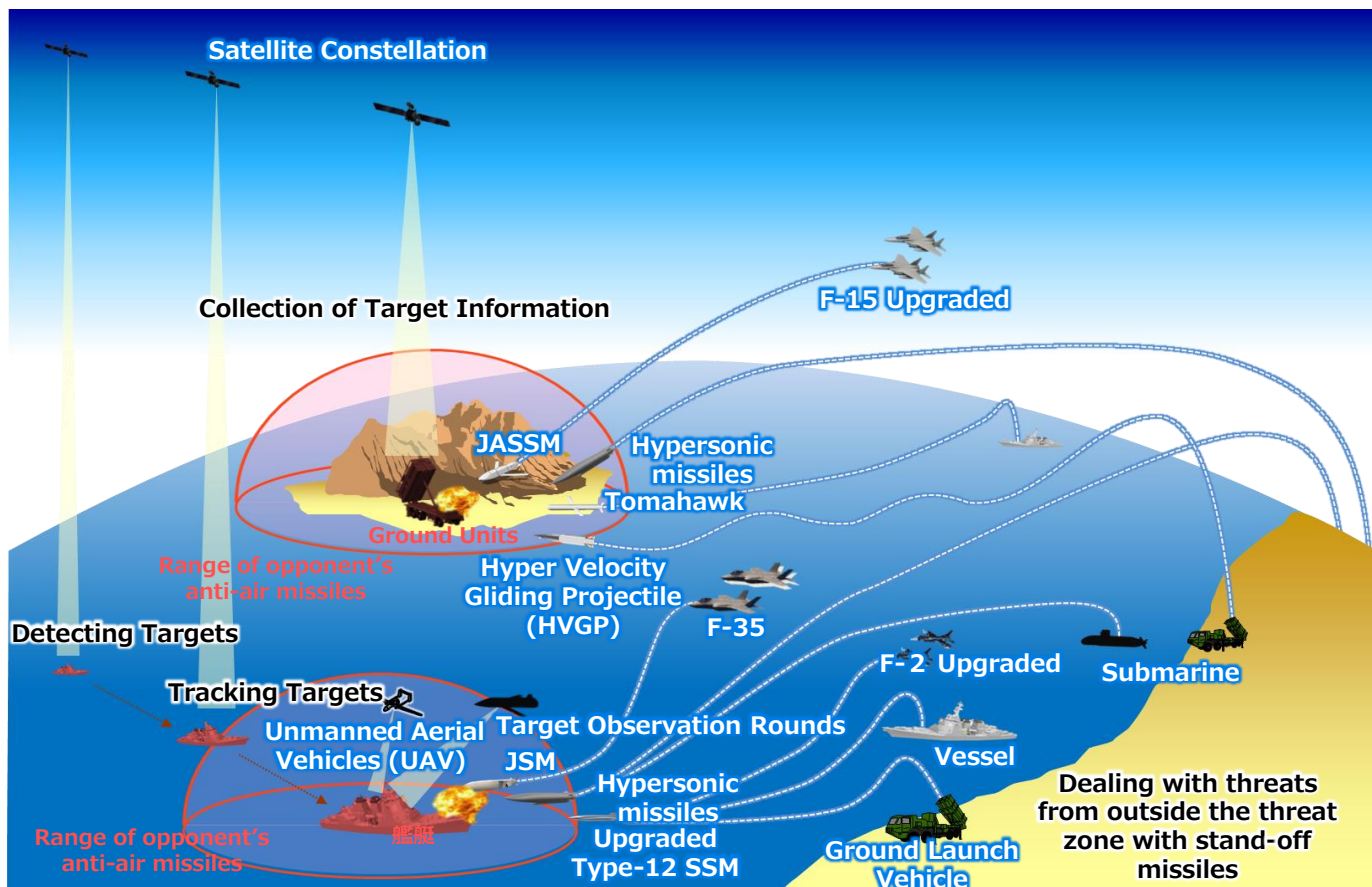 Satellite Constellation
F-15 Upgraded
Collection of Target Information
JASSM
Hypersonic
missiles
Tomahawk
Ground Units
Range of opponent's
anti-air missiles
Hyper Velocity
Gliding Projectile
(HVGP)
F-35
Detecting Targets
F-2 Upgraded
Submarine
Tracking Targets
Unmanned Aerial
Vehicles (UAV)
Target Observation Rounds
JSM
Vessel
Hypersonic
missiles
Upgraded
Type-12 SSM
艦艇
Range of opponent's
anti-air missiles
Ground Launch
Vehicle
Dealing with threats
from outside the threat
zone with stand-off
missiles